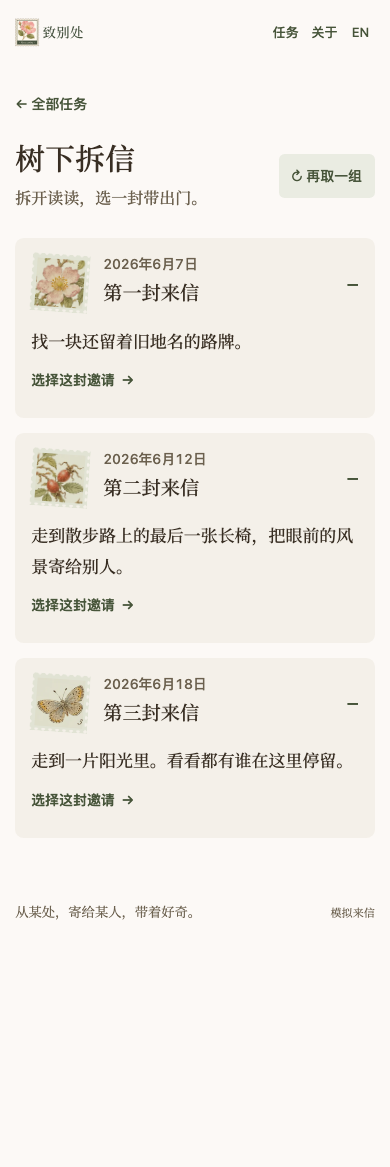 致别处
任务 关于 EN
← 全部任务
树下拆信
拆开读读，选一封带出门。
↻ 再取一组
2026年6月7日
第一封来信
找一块还留着旧地名的路牌。
选择这封邀请 →
2026年6月12日
第二封来信
走到散步路上的最后一张长椅，把眼前的风
景寄给别人。
选择这封邀请 →
2026年6月18日
第三封来信
走到一片阳光里。看看都有谁在这里停留。
选择这封邀请 →
从某处，寄给某人，带着好奇。
模拟来信